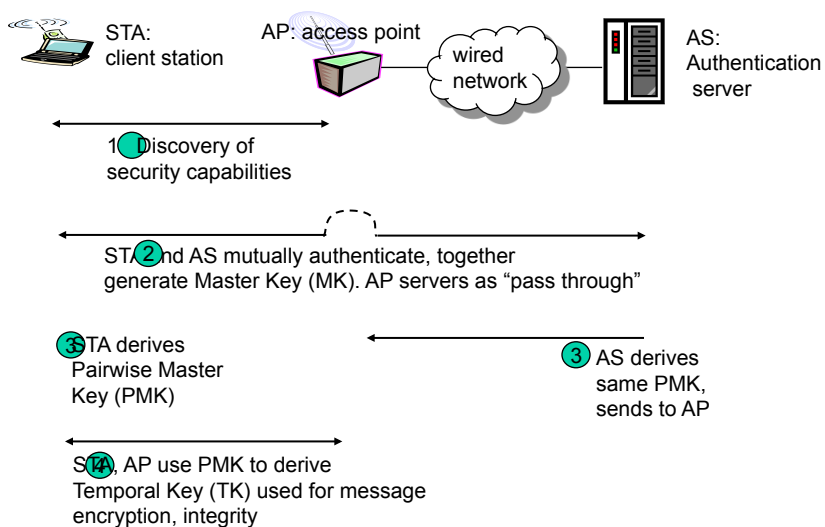 STA:
client station
AP: access point
wired
network
AS:
Authentication
server
1 Discovery of
security capabilities
2
STA and AS mutually authenticate, together
generate Master Key (MK). AP servers as “pass through”
3
STA derives
Pairwise Master
Key (PMK)
3
AS derives
same PMK,
sends to AP
4
STA, AP use PMK to derive
Temporal Key (TK) used for message
encryption, integrity